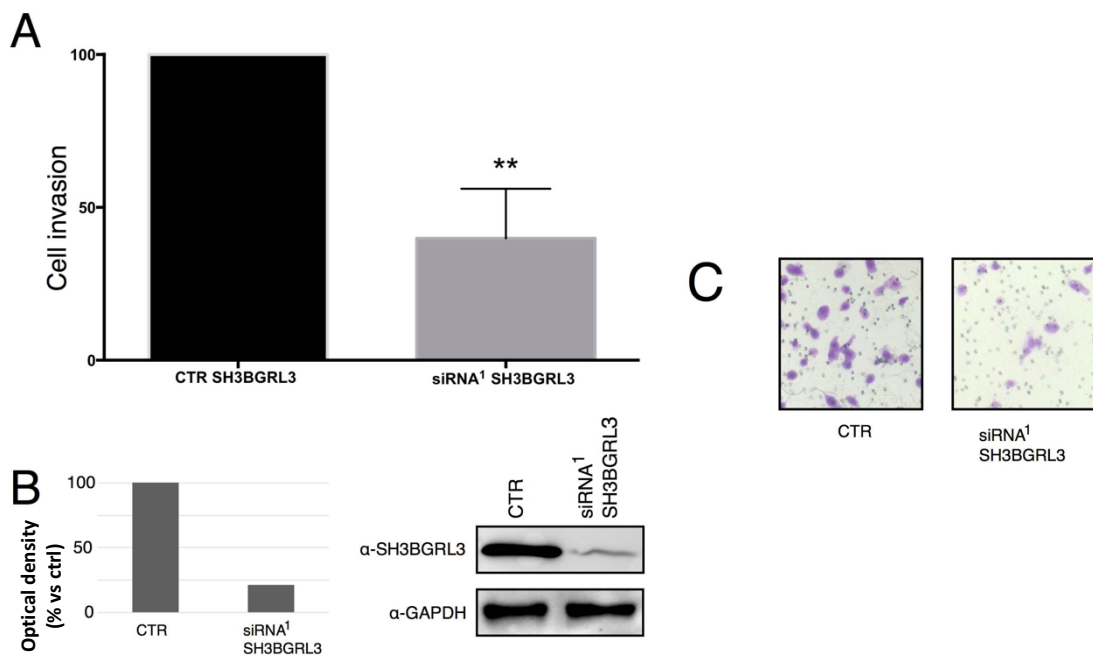 A
Cell invasion
100
50
0
**
CTR SH3BGRL3
siRNA¹ SH3BGRL3
B
Optical density
(% vs ctrl)
100
50
0
CTR
siRNA¹
SH3BGRL3
CTR
siRNA¹
SH3BGRL3
α-SH3BGRL3
α-GAPDH
C
CTR
siRNA¹
SH3BGRL3